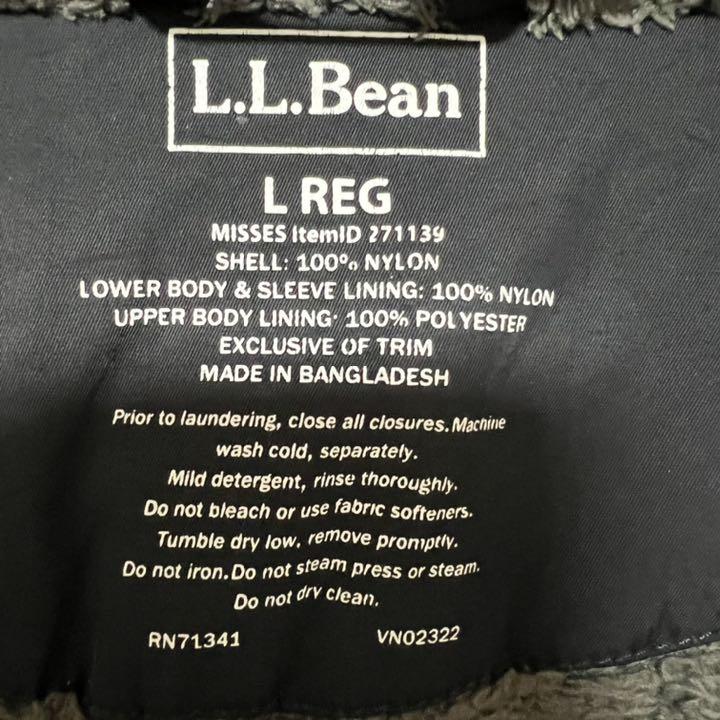 L.L.Bean
L REG
MISSES ItemID 271139
SHELL: 100% NYLON
LOWER BODY & SLEEVE LINING: 100% NYLON
UPPER BODY LINING: 100% POLYESTER
EXCLUSIVE OF TRIM
MADE IN BANGLADESH
Prior to laundering, close all closures. Machine
wash cold, separately.
Mild detergent, rinse thoroughly.
Do not bleach or use fabric softeners.
Tumble dry low, remove promptly.
Do not iron. Do not steam press or steam.
Do not dry clean.
RN71341 VN02322